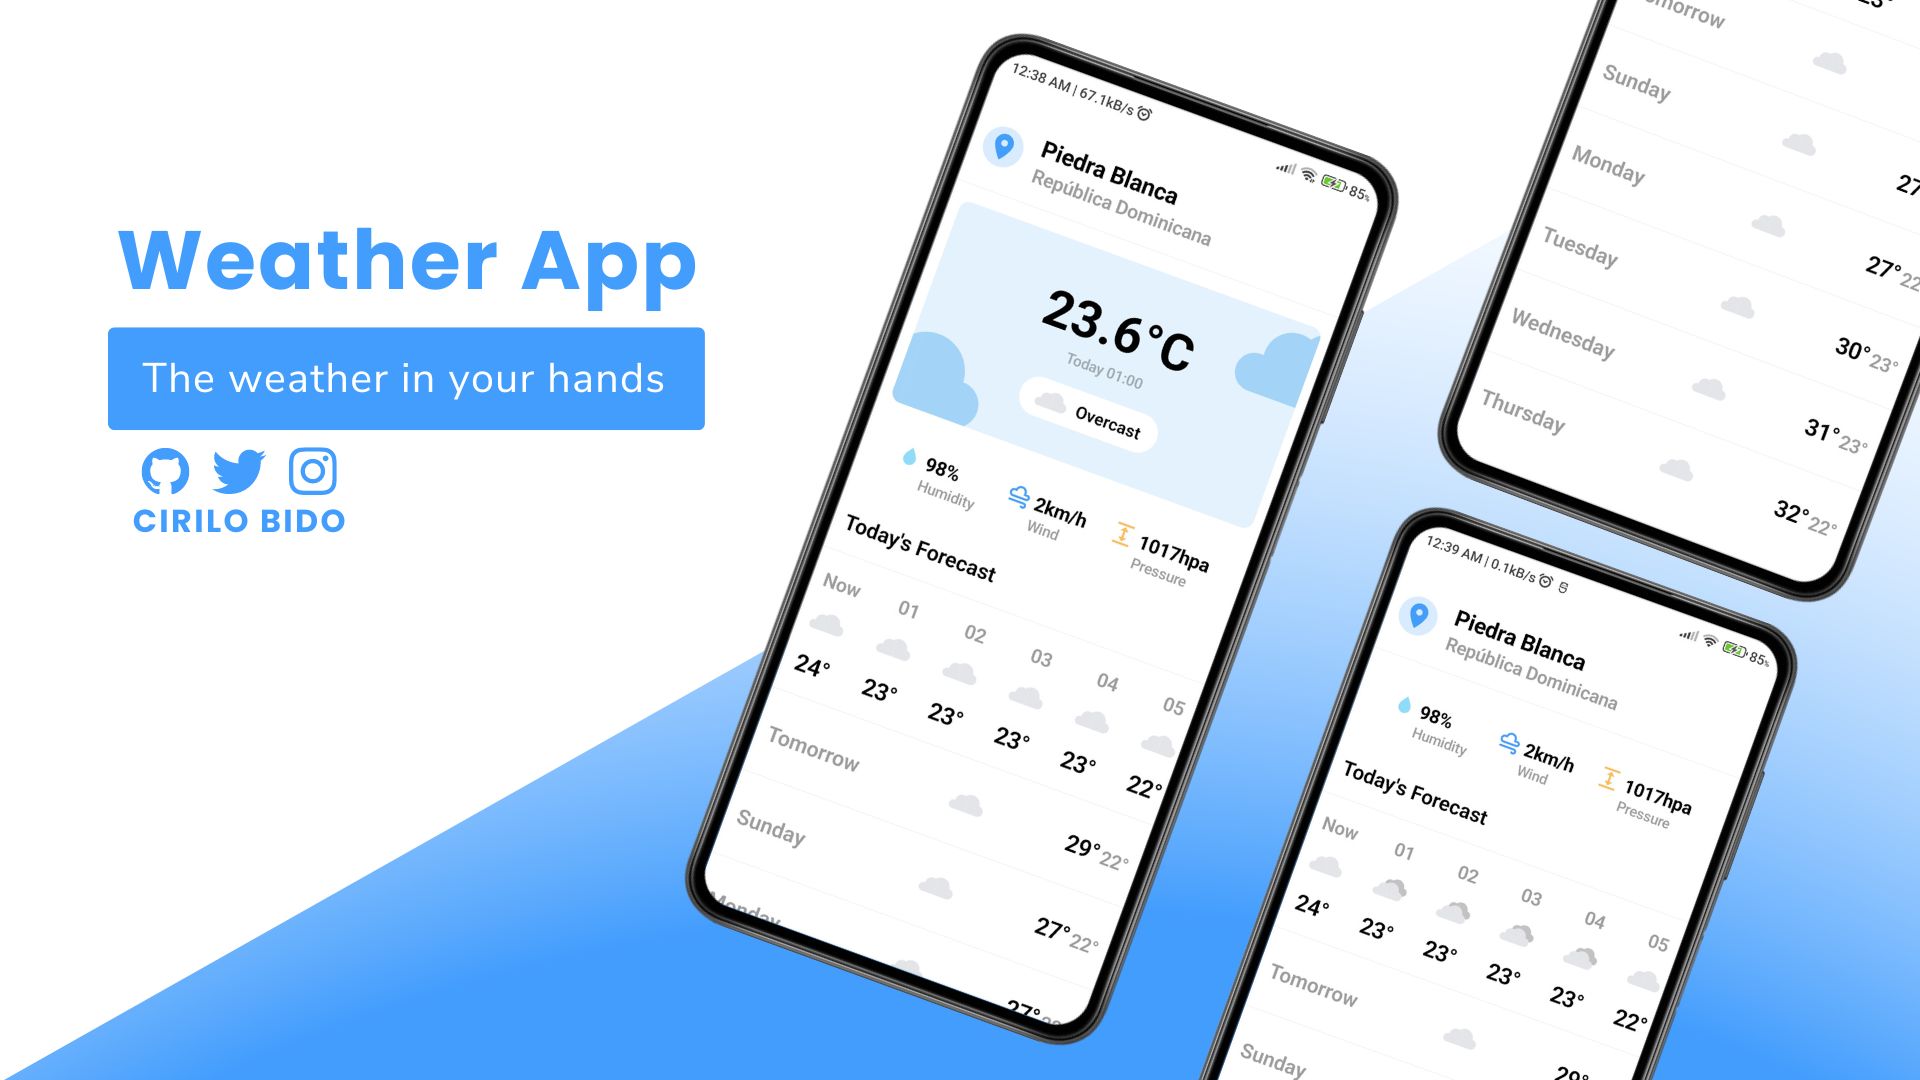 Weather App
The weather in your hands
CIRILO BIDO
12:38 AM | 67.1kB/s
85%
Piedra Blanca
República Dominicana
23.6°C
Today 01:00
Overcast
98%
Humidity
2km/h
Wind
1017hpa
Pressure
Today's Forecast
Now 01 02 03 04 05
24° 23° 23° 23° 23° 22°
Tomorrow 29° 22°
Sunday 27° 22°
Monday 27°
Sunday
Monday 27
Tuesday 27° 22
Wednesday 30° 23°
Thursday 31° 23°
32° 22°
12:39 AM | 0.1kB/s
85%
Piedra Blanca
República Dominicana
98%
Humidity
2km/h
Wind
1017hpa
Pressure
Today's Forecast
Now 01 02 03 04 05
24° 23° 23° 23° 23° 22°
Tomorrow 29°
Sunday